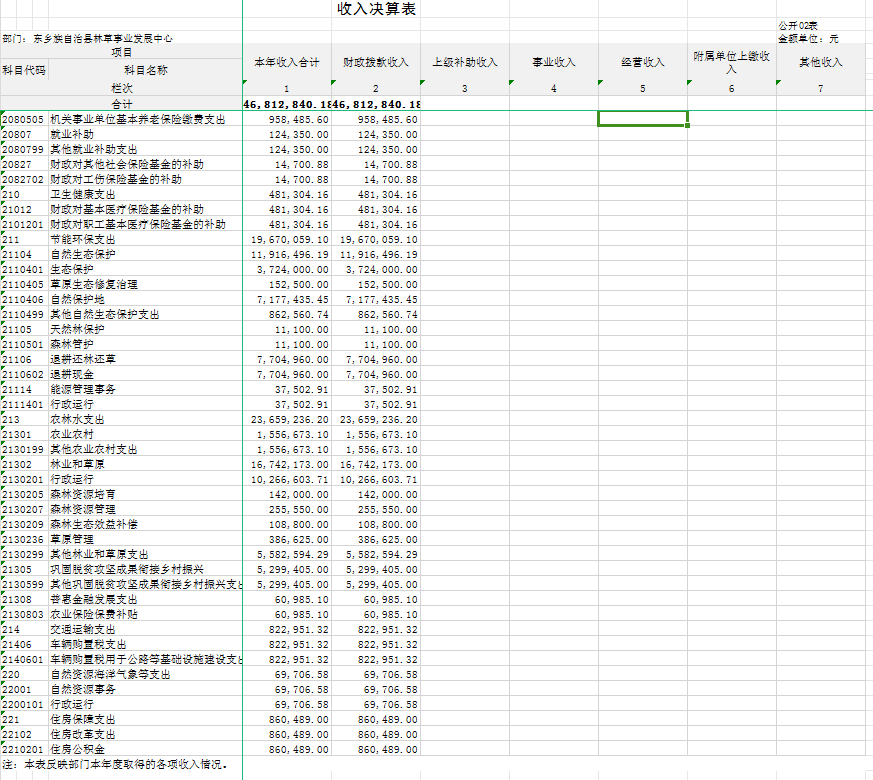 收入决算表
公开02表
部门：东乡族自治县林草事业发展中心 金额单位：元
项目 本年收入合计 财政拨款收入 上级补助收入 事业收入 经营收入 附属单位上缴收入 其他收入
科目代码 科目名称
栏次 1 2 3 4 5 6 7
合计 46,812,840.18 46,812,840.18
2080505 机关事业单位基本养老保险缴费支出 958,485.60 958,485.60
20807 就业补助 124,350.00 124,350.00
2080799 其他就业补助支出 124,350.00 124,350.00
20827 财政对其他社会保险基金的补助 14,700.88 14,700.88
2082702 财政对工伤保险基金的补助 14,700.88 14,700.88
210 卫生健康支出 481,304.16 481,304.16
21012 财政对基本医疗保险基金的补助 481,304.16 481,304.16
2101201 财政对职工基本医疗保险基金的补助 481,304.16 481,304.16
211 节能环保支出 19,670,059.10 19,670,059.10
21104 自然生态保护 11,916,496.19 11,916,496.19
2110401 生态保护 3,724,000.00 3,724,000.00
2110405 草原生态修复治理 152,500.00 152,500.00
2110406 自然保护地 7,177,435.45 7,177,435.45
2110499 其他自然生态保护支出 862,560.74 862,560.74
21105 天然林保护 11,100.00 11,100.00
2110501 森林管护 11,100.00 11,100.00
21106 退耕还林还草 7,704,960.00 7,704,960.00
2110602 退耕现金 7,704,960.00 7,704,960.00
21114 能源管理事务 37,502.91 37,502.91
2111401 行政运行 37,502.91 37,502.91
213 农林水支出 23,659,236.20 23,659,236.20
21301 农业农村 1,556,673.10 1,556,673.10
2130199 其他农业农村支出 1,556,673.10 1,556,673.10
21302 林业和草原 16,742,173.00 16,742,173.00
2130201 行政运行 10,266,603.71 10,266,603.71
2130205 森林资源培育 142,000.00 142,000.00
2130207 森林资源管理 255,550.00 255,550.00
2130209 森林生态效益补偿 108,800.00 108,800.00
2130236 草原管理 386,625.00 386,625.00
2130299 其他林业和草原支出 5,582,594.29 5,582,594.29
21305 巩固脱贫攻坚成果衔接乡村振兴 5,299,405.00 5,299,405.00
2130599 其他巩固脱贫攻坚成果衔接乡村振兴支 5,299,405.00 5,299,405.00
21308 普惠金融发展支出 60,985.10 60,985.10
2130803 农业保险保费补贴 60,985.10 60,985.10
214 交通运输支出 822,951.32 822,951.32
21406 车辆购置税支出 822,951.32 822,951.32
2140601 车辆购置税用于公路等基础设施建设支 822,951.32 822,951.32
220 自然资源海洋气象等支出 69,706.58 69,706.58
22001 自然资源事务 69,706.58 69,706.58
2200101 行政运行 69,706.58 69,706.58
221 住房保障支出 860,489.00 860,489.00
22102 住房改革支出 860,489.00 860,489.00
2210201 住房公积金 860,489.00 860,489.00
注：本表反映部门本年度取得的各项收入情况。